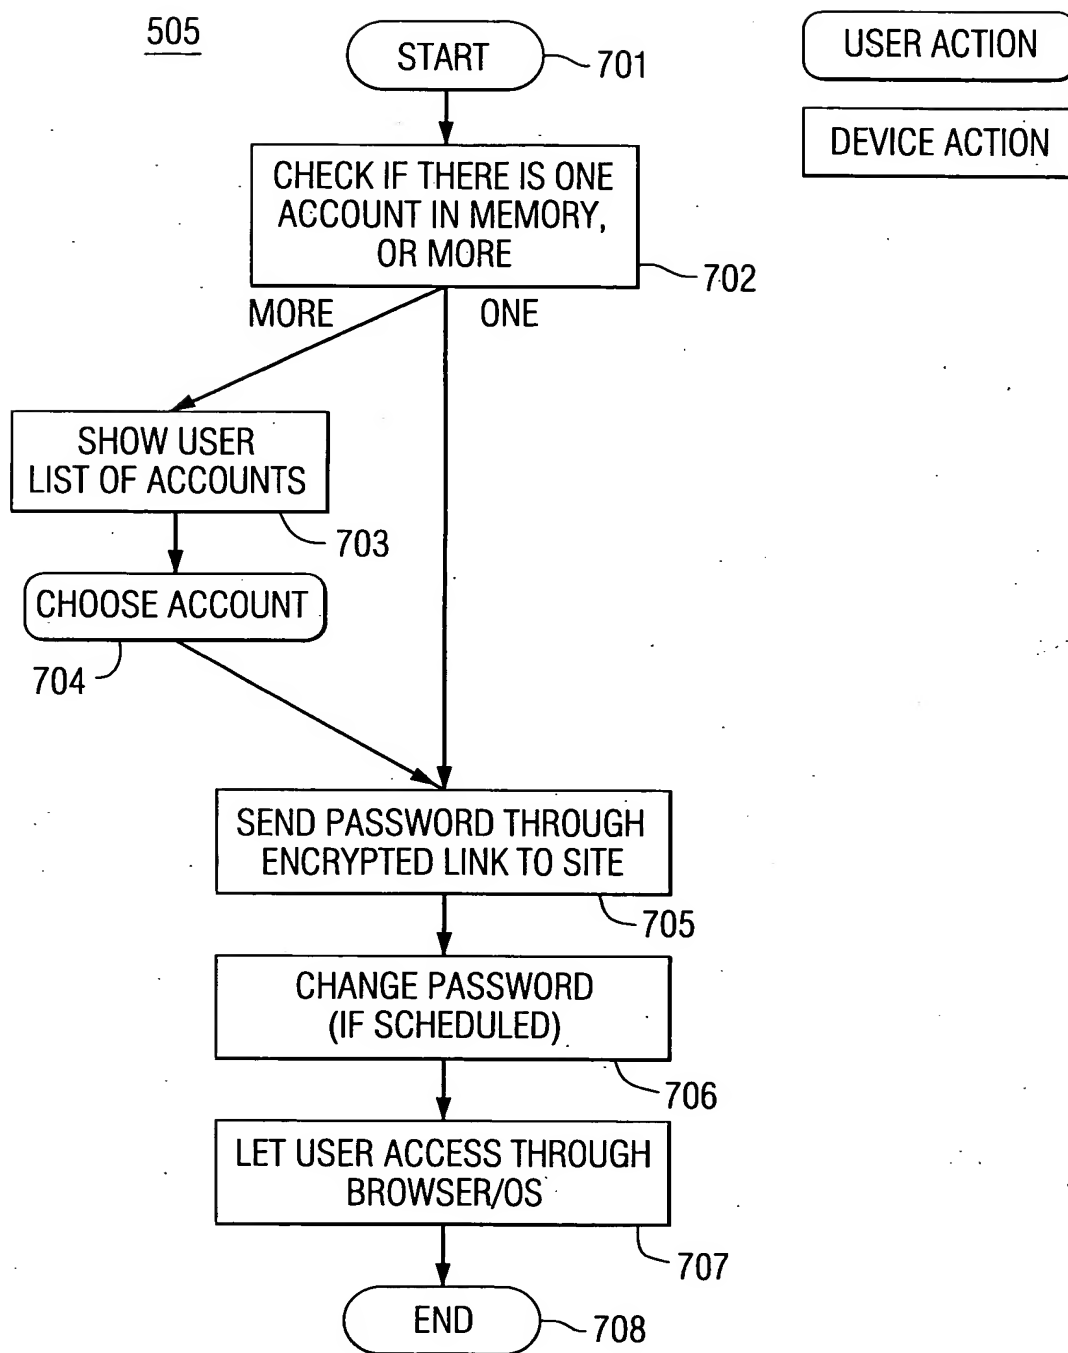 505
START
701
USER ACTION
DEVICE ACTION
CHECK IF THERE IS ONE
ACCOUNT IN MEMORY,
OR MORE
702
MORE
ONE
SHOW USER
LIST OF ACCOUNTS
703
CHOOSE ACCOUNT
704
SEND PASSWORD THROUGH
ENCRYPTED LINK TO SITE
705
CHANGE PASSWORD
(IF SCHEDULED)
706
LET USER ACCESS THROUGH
BROWSER/OS
707
END
708